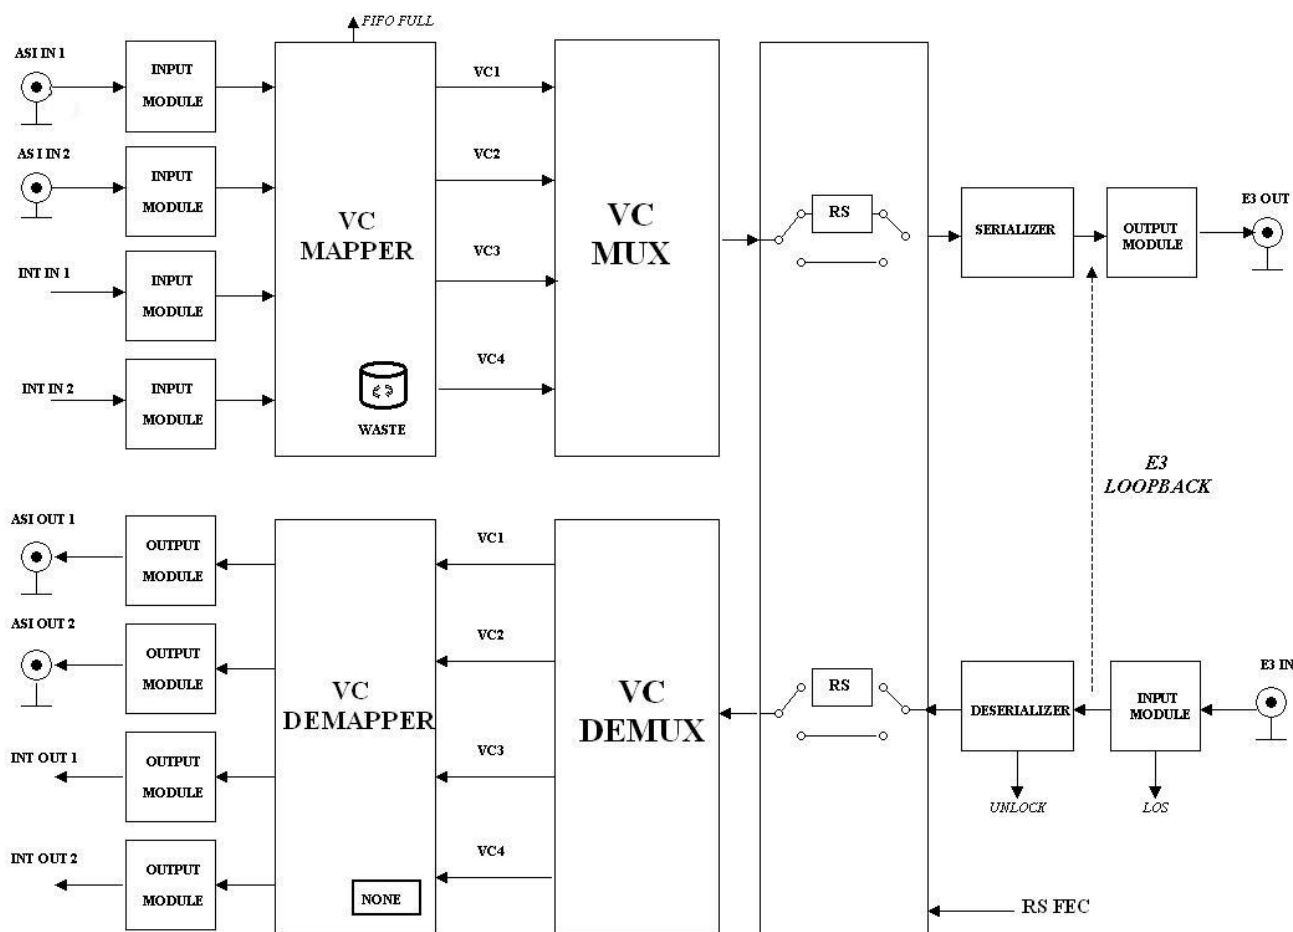 FIFO FULL
ASI IN 1
INPUT
MODULE
VC1
AS I IN 2
INPUT
MODULE
VC2
VC
MAPPER
VC
MUX
RS
SERIALIZER
OUTPUT
MODULE
E3 OUT
INT IN 1
INPUT
MODULE
VC3
INT IN 2
INPUT
MODULE
VC4
WASTE
E3
LOOPBACK
ASI OUT 1
OUTPUT
MODULE
VC1
ASI OUT 2
OUTPUT
MODULE
VC2
VC
DEMAPPER
VC
DEMUX
RS
DESERIALIZER
INPUT
MODULE
E3 IN
INT OUT 1
OUTPUT
MODULE
VC3
UNLOCK
LOS
INT OUT 2
OUTPUT
MODULE
VC4
NONE
RS FEC